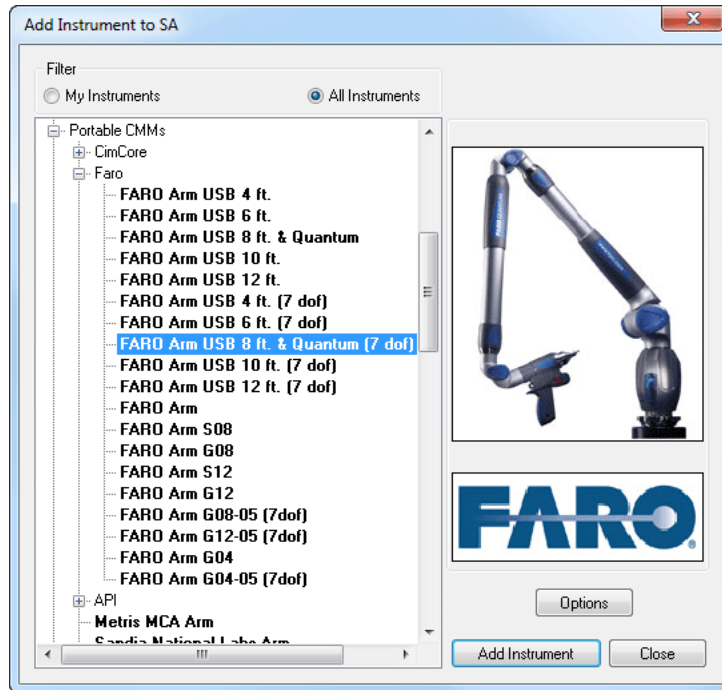 Add Instrument to SA
Filter
My Instruments
All Instruments
Portable CMMs
CimCore
Faro
FARO Arm USB 4 ft.
FARO Arm USB 6 ft.
FARO Arm USB 8 ft. & Quantum
FARO Arm USB 10 ft.
FARO Arm USB 12 ft.
FARO Arm USB 4 ft. (7 dof)
FARO Arm USB 6 ft. (7 dof)
FARO Arm USB 8 ft. & Quantum (7 dof)
FARO Arm USB 10 ft. (7 dof)
FARO Arm USB 12 ft. (7 dof)
FARO Arm
FARO Arm S08
FARO Arm G08
FARO Arm S12
FARO Arm G12
FARO Arm G08-05 (7dof)
FARO Arm G12-05 (7dof)
FARO Arm G04
FARO Arm G04-05 (7dof)
API
Metris MCA Arm
Sandia National Labs Arm
FARO
Options
Add Instrument
Close